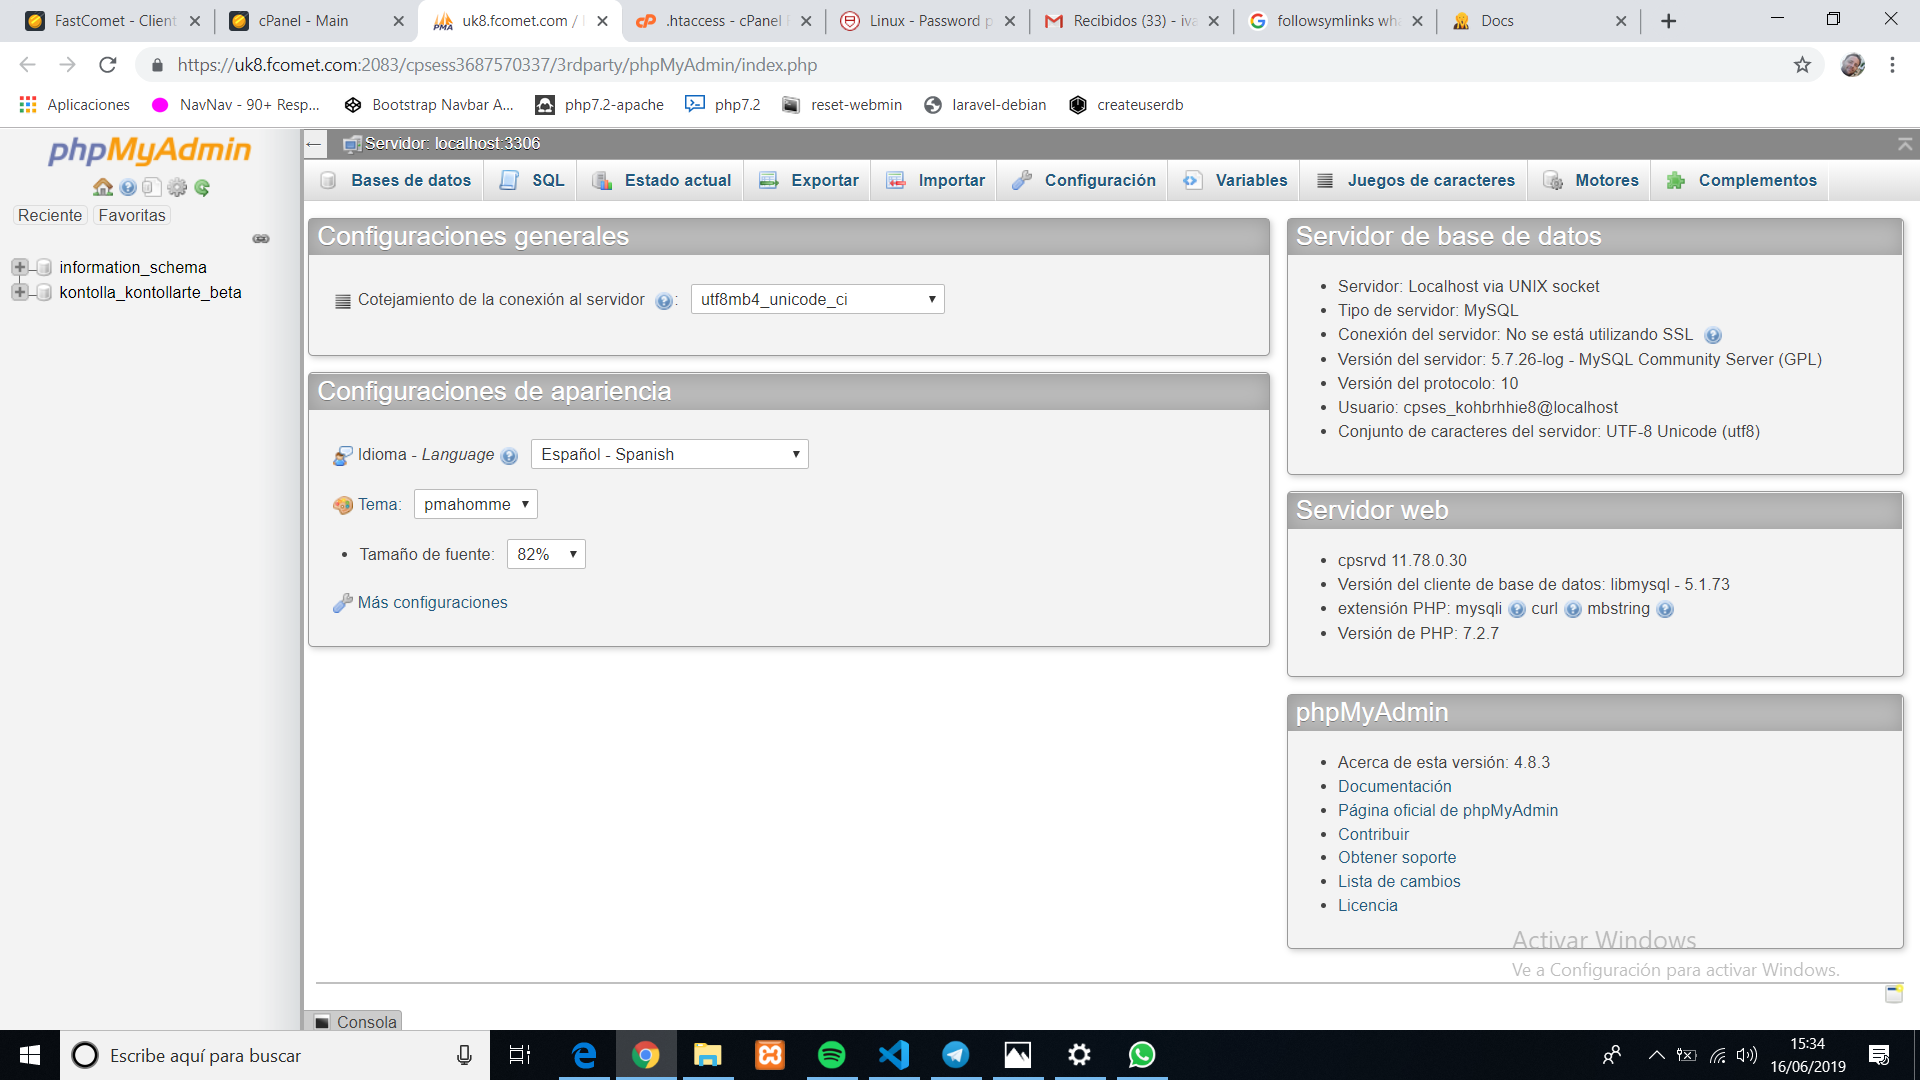 FastComet - Client
cPanel - Main
uk8.fcomet.com /
.htaccess - cPanel
Linux - Password p
Recibidos (33) - iva
followsymlinks wha
Docs
https://uk8.fcomet.com:2083/cpsess3687570337/3rdparty/phpMyAdmin/index.php
Aplicaciones
NavNav - 90+ Resp...
Bootstrap Navbar A...
php7.2-apache
php7.2
reset-webmin
laravel-debian
createuserdb
phpMyAdmin
Reciente
Favoritas
information_schema
kontolla_kontollarte_beta
Servidor: localhost:3306
Bases de datos
SQL
Estado actual
Exportar
Importar
Configuración
Variables
Juegos de caracteres
Motores
Complementos
Configuraciones generales
Cotejamiento de la conexión al servidor : utf8mb4_unicode_ci
Configuraciones de apariencia
Idioma - Language Español - Spanish
Tema: pmahomme
• Tamaño de fuente: 82%
Más configuraciones
Servidor de base de datos
• Servidor: Localhost via UNIX socket
• Tipo de servidor: MySQL
• Conexión del servidor: No se está utilizando SSL
• Versión del servidor: 5.7.26-log - MySQL Community Server (GPL)
• Versión del protocolo: 10
• Usuario: cpses_kohbrhhie8@localhost
• Conjunto de caracteres del servidor: UTF-8 Unicode (utf8)
Servidor web
• cpsrvd 11.78.0.30
• Versión del cliente de base de datos: libmysql - 5.1.73
• extensión PHP: mysqli curl mbstring
• Versión de PHP: 7.2.7
phpMyAdmin
• Acerca de esta versión: 4.8.3
• Documentación
• Página oficial de phpMyAdmin
• Contribuir
• Obtener soporte
• Lista de cambios
• Licencia
Activar Windows
Ve a Configuración para activar Windows.
Consola
Escribe aquí para buscar
15:34
16/06/2019